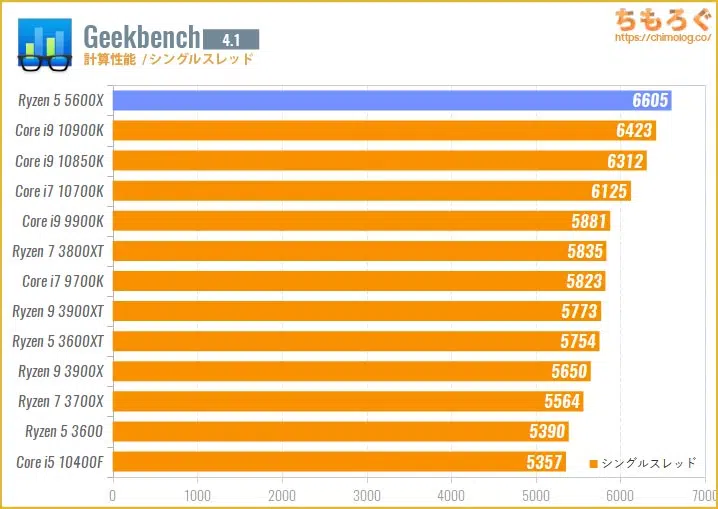 Geekbench 4.1
計算性能 / シングルスレッド
ちもろぐ
https://chimolog.co/
Ryzen 5 5600X 6605
Core i9 10900K 6423
Core i9 10850K 6312
Core i7 10700K 6125
Core i9 9900K 5881
Ryzen 7 3800XT 5835
Core i7 9700K 5823
Ryzen 9 3900XT 5773
Ryzen 5 3600XT 5754
Ryzen 9 3900X 5650
Ryzen 7 3700X 5564
Ryzen 5 3600 5390
Core i5 10400F 5357
シングルスレッド
0 1000 2000 3000 4000 5000 6000 7000